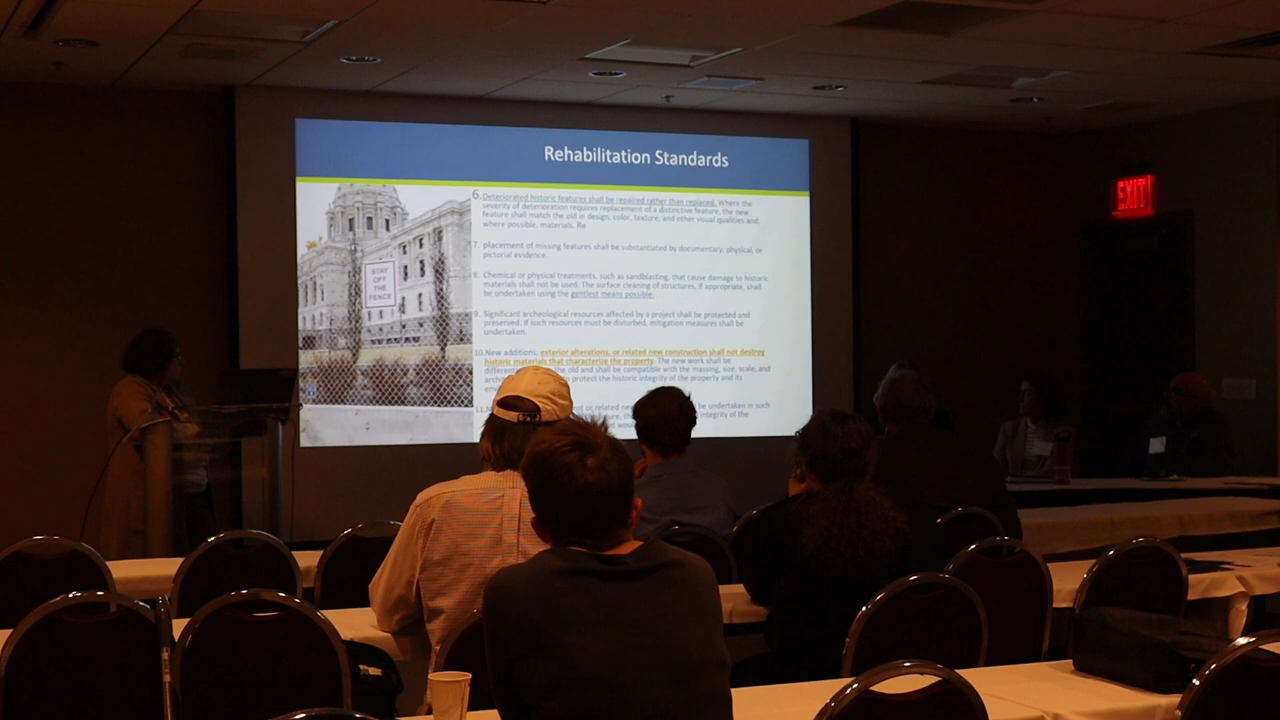 Rehabilitation Standards
STAY
OFF
THE
FENCE
6.Deteriorated historic features shall be repaired rather than replaced. Where the
severity of deterioration requires replacement of a distinctive feature, the new
feature shall match the old in design, color, texture, and other visual qualities and,
where possible, materials, Re
7. placement of missing features shall be substantiated by documentary, physical, or
pictorial evidence.
8. Chemical or physical treatments, such as sandblasting, that cause damage to historic
materials shall not be used. The surface cleaning of structures, if appropriate, shall
be undertaken using the gentlest means possible.
9. Significant archeological resources affected by a project shall be protected and
preserved. If such resources must be disturbed, mitigation measures shall be
undertaken.
10.New additions, exterior alterations, or related new construction shall not destroy
historic materials that characterize the property. The new work shall be
the old and shall be compatible with the massing, size, scale, and
protect the historic integrity of the property and its
11. or related be undertaken in such
integrity of the
EXIT